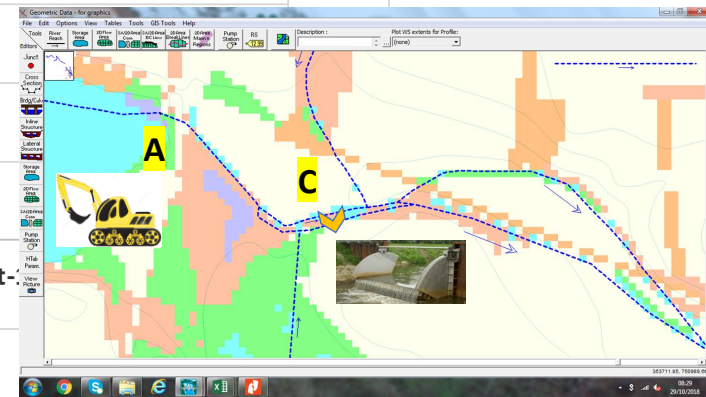 Geometric Data - for graphics
File Edit Options View Tables Tools GIS Tools Help
Tools
Editors
River
Reach
Storage
Area
2D Flow
Area
SA/2D Area
Conn
SA/2D Area
BC Lines
2D Area
Break Lines
2D Area
Mann n
Regions
Pump
Station
RS
12.99
Description :
...
Plot WS extents for Profile:
(none)
Junct.
Cross
Section
Brdg/Culv
Inline
Structure
Lateral
Structure
Storage
Area
2D Flow
Area
SA/2D Area
Conn
Pump
Station
HTab
Param.
View
Picture
A
C
t-
08:29
29/10/2018